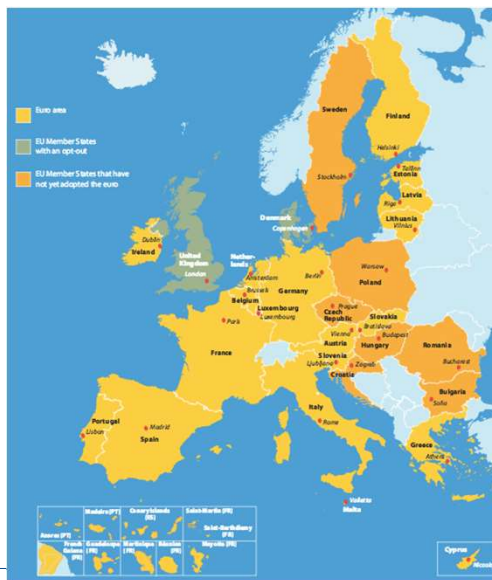 Euro area
EU Member States
with an opt-out
EU Member States that have
not yet adopted the euro
Sweden
Finland
Helsinki
Stockholm
Tallinn
Estonia
Latvia
Riga
Lithuania
Vilnius
Denmark
Copenhagen
Dublin
Ireland
United
Kingdom
London
Nether-
lands
Amsterdam
Berlin
Germany
Warsaw
Poland
Brussels
Belgium
Luxembourg
Luxembourg
Prague
Czech
Republic
Paris
France
Slovakia
Vienna
Bratislava
Austria
Budapest
Hungary
Slovenia
Ljubljana
Zagreb
Croatia
Romania
Bucharest
Bulgaria
Sofia
Italy
Rome
Portugal
Lisbon
Madrid
Spain
Greece
Athens
Valletta
Malta
Madeira (PT)
Canary Islands
(ES)
Saint-Martin (FR)
Azores (PT)
Saint-Barthélemy
(FR)
French
Guiana
(FR)
Guadeloupe
(FR)
Martinique
(FR)
Réunion
(FR)
Mayotte (FR)
Cyprus